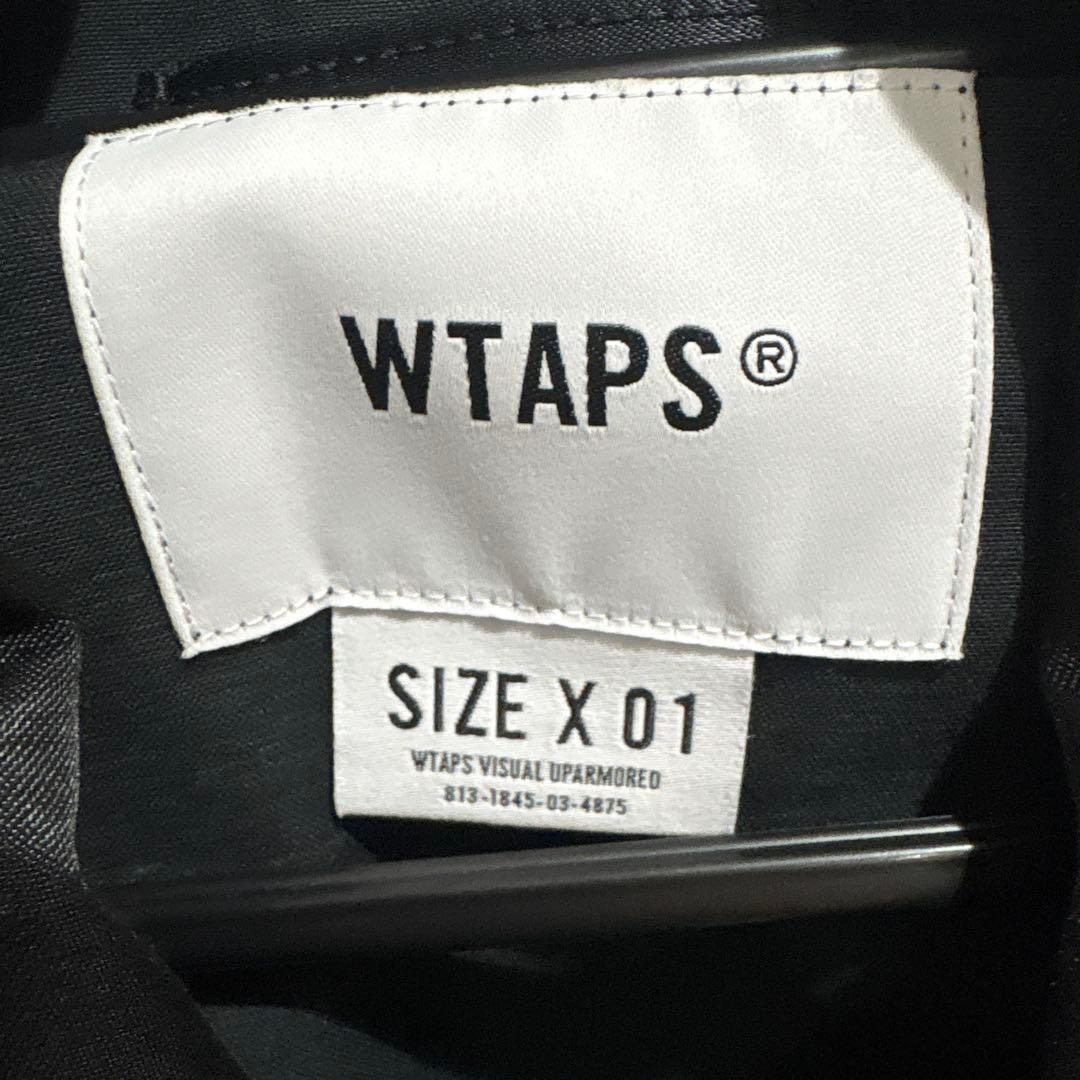 WTAPS®
SIZE X 01
WTAPS VISUAL UPARMORED
813-1845-03-4875